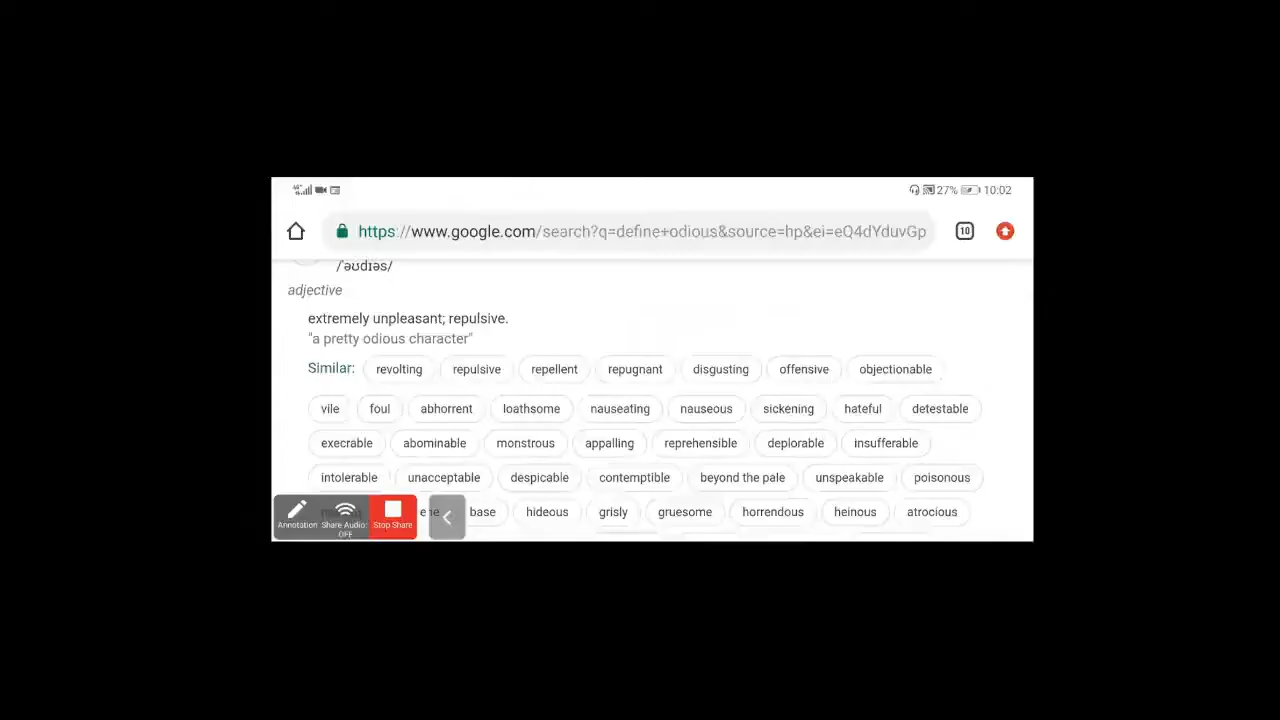 27% 10:02
https://www.google.com/search?q=define+odious&source=hp&ei=eQ4dYduvGp
10
/ˈəʊdɪəs/
adjective
extremely unpleasant; repulsive.
"a pretty odious character"
Similar: revolting repulsive repellent repugnant disgusting offensive objectionable
vile foul abhorrent loathsome nauseating nauseous sickening hateful detestable
execrable abominable monstrous appalling reprehensible deplorable insufferable
intolerable unacceptable despicable contemptible beyond the pale unspeakable poisonous
base hideous grisly gruesome horrendous heinous atrocious
Annotation Share Audio: OFF Stop Share